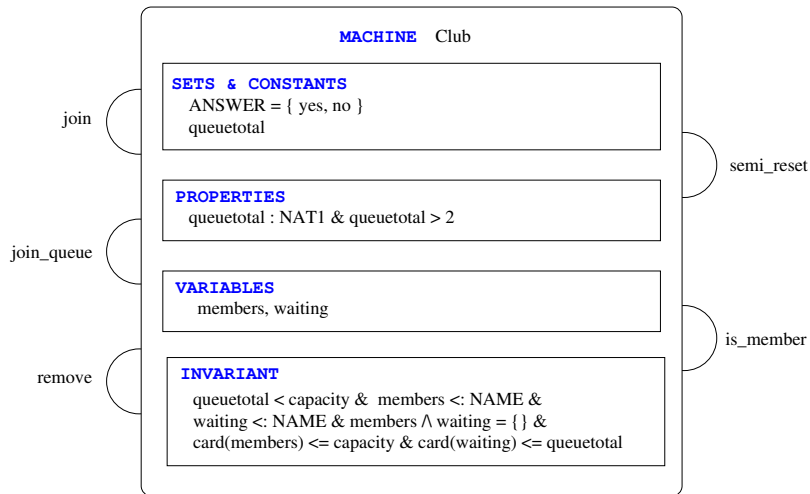 MACHINE Club
SETS & CONSTANTS
ANSWER = { yes, no }
queuetotal
join
semi_reset
PROPERTIES
queuetotal : NAT1 & queuetotal > 2
join_queue
VARIABLES
members, waiting
is_member
remove
INVARIANT
queuetotal < capacity & members <: NAME &
waiting <: NAME & members /\ waiting = { } &
card(members) <= capacity & card(waiting) <= queuetotal